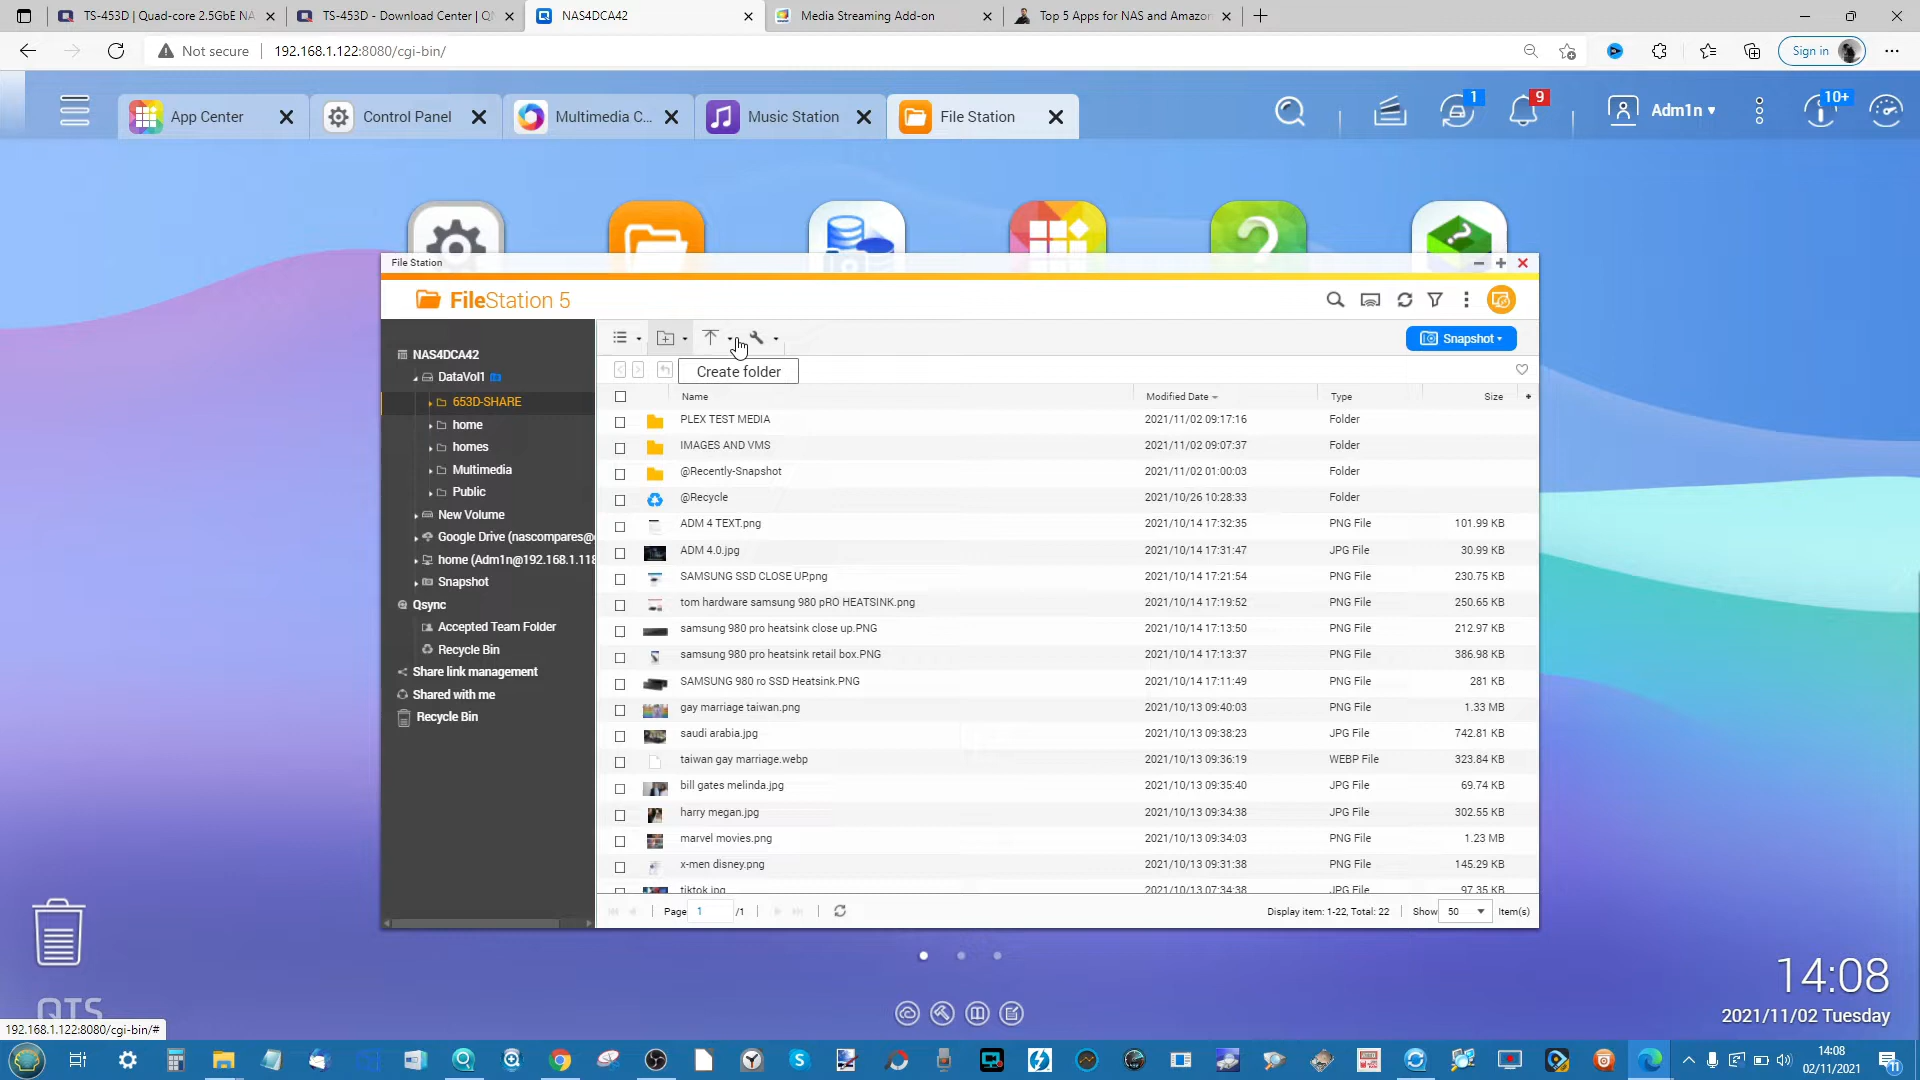 TS-453D | Quad-core 2.5GbE NA
TS-453D - Download Center | QN
NAS4DCA42
Media Streaming Add-on
Top 5 Apps for NAS and Amazon
Not secure
192.168.1.122:8080/cgi-bin/
Sign in
App Center
Control Panel
Multimedia C...
Music Station
File Station
1
9
Adm1n
10+
File Station
FileStation 5
Snapshot
Create folder
NAS4DCA42
DataVol1
653D-SHARE
home
homes
Multimedia
Public
New Volume
Google Drive (nascompares@
home (Adm1n@192.168.1.118
Snapshot
Qsync
Accepted Team Folder
Recycle Bin
Share link management
Shared with me
Recycle Bin
Name Modified Date Type Size
PLEX TEST MEDIA 2021/11/02 09:17:16 Folder
IMAGES AND VMS 2021/11/02 09:07:37 Folder
@Recently-Snapshot 2021/11/02 01:00:03 Folder
@Recycle 2021/10/26 10:28:33 Folder
ADM 4 TEXT.png 2021/10/14 17:32:35 PNG File 101.99 KB
ADM 4.0.jpg 2021/10/14 17:31:47 JPG File 30.99 KB
SAMSUNG SSD CLOSE UP.png 2021/10/14 17:21:54 PNG File 230.75 KB
tom hardware samsung 980 pRO HEATSINK.png 2021/10/14 17:19:52 PNG File 250.65 KB
samsung 980 pro heatsink close up.PNG 2021/10/14 17:13:50 PNG File 212.97 KB
samsung 980 pro heatsink retail box.PNG 2021/10/14 17:13:37 PNG File 386.98 KB
SAMSUNG 980 ro SSD Heatsink.PNG 2021/10/14 17:11:49 PNG File 281 KB
gay marriage taiwan.png 2021/10/13 09:40:03 PNG File 1.33 MB
saudi arabia.jpg 2021/10/13 09:38:23 JPG File 742.81 KB
taiwan gay marriage.webp 2021/10/13 09:36:19 WEBP File 323.84 KB
bill gates melinda.jpg 2021/10/13 09:35:40 JPG File 69.74 KB
harry megan.jpg 2021/10/13 09:34:38 JPG File 302.55 KB
marvel movies.png 2021/10/13 09:34:03 PNG File 1.23 MB
x-men disney.png 2021/10/13 09:31:38 PNG File 145.29 KB
tiktok.jpg 2021/10/13 07:34:38 JPG File 97.35 KB
Page 1 /1
Display item: 1-22, Total: 22 Show 50 Item(s)
14:08
2021/11/02 Tuesday
QTS
192.168.1.122:8080/cgi-bin/#
14:08
02/11/2021
11